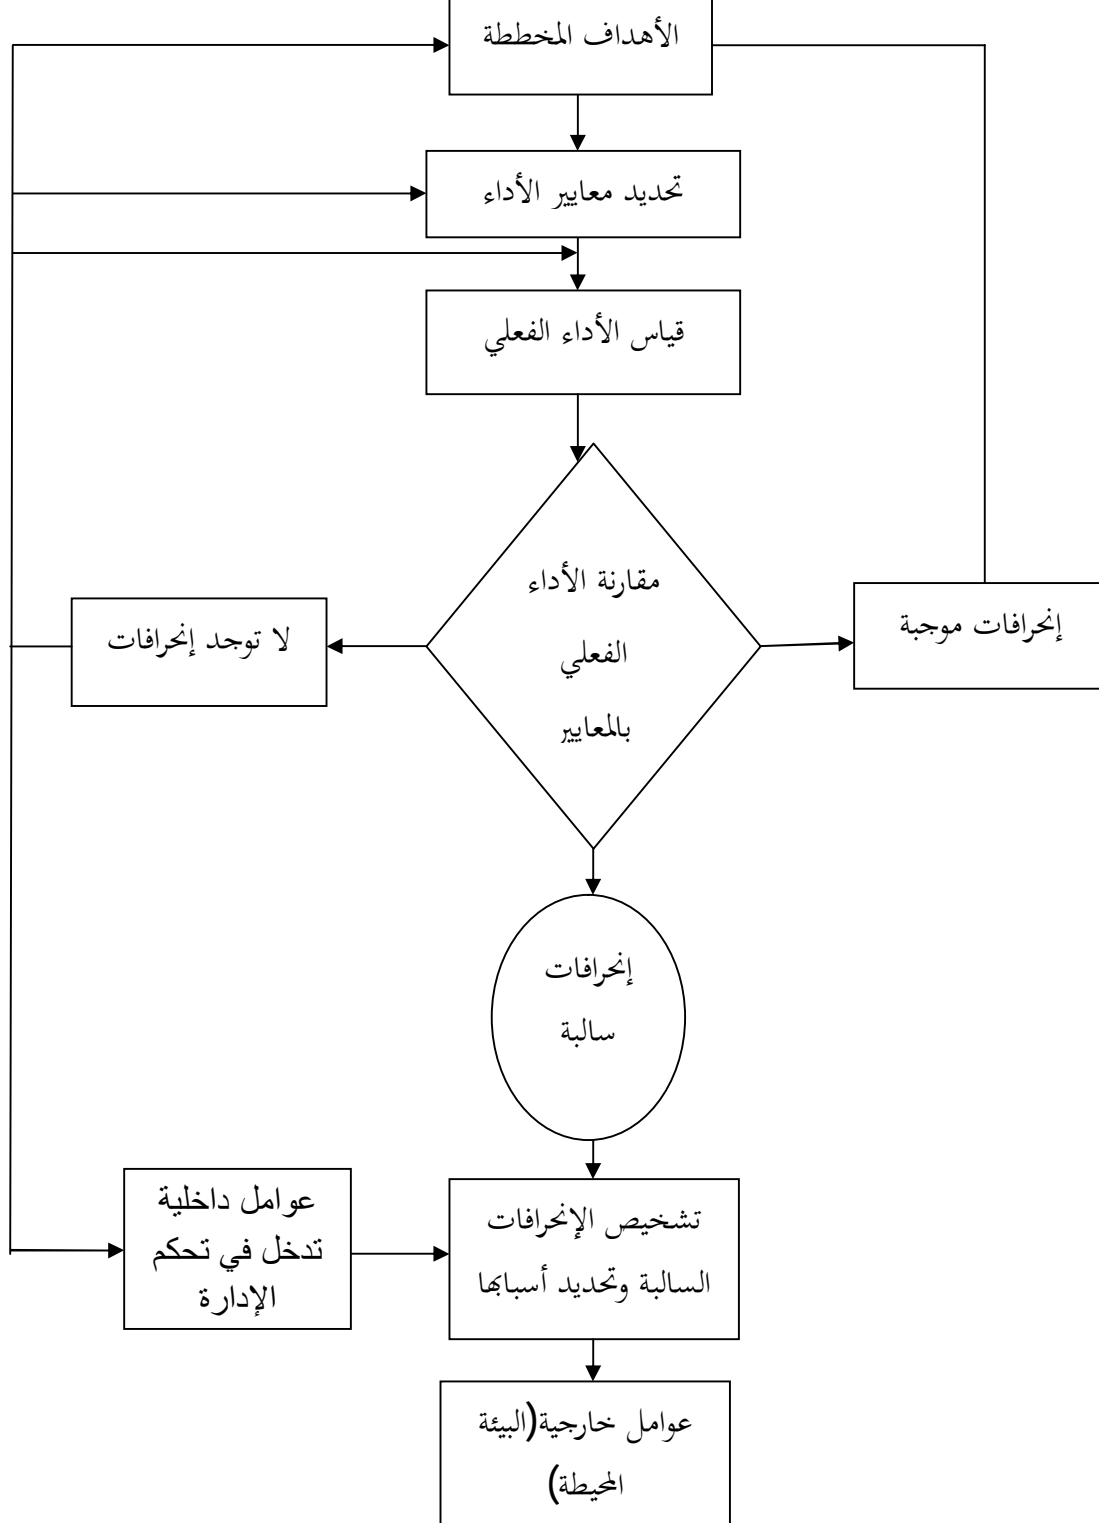 الأهداف المخططة
تحديد معايير الأداء
قياس الأداء الفعلي
مقارنة الأداء
الفعلي
بالمعايير
إنحرافات موجبة
لا توجد إنحرافات
إنحرافات
سالبة
تشخيص الإنحرافات
السالبة وتحديد أسبابها
عوامل داخلية
تدخل في تحكم
الإدارة
عوامل خارجية(البيئة
المحيطة)